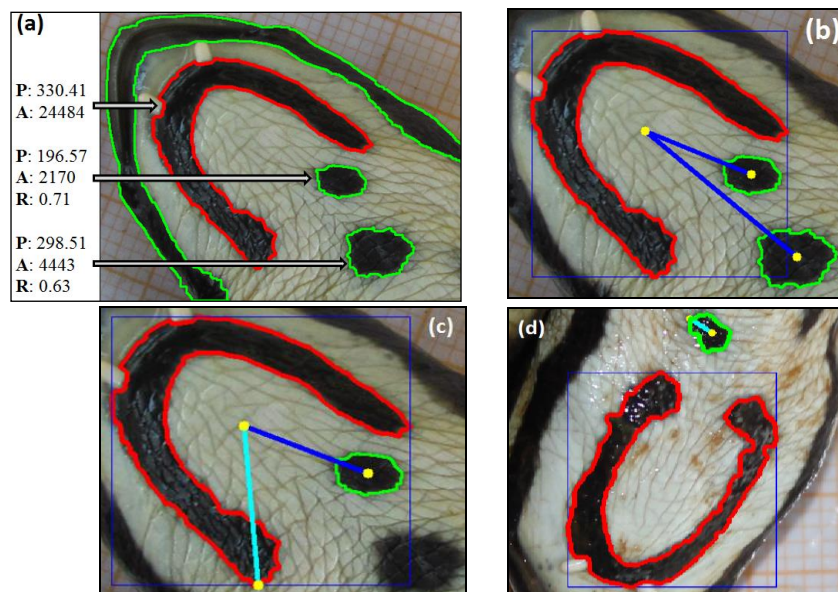 (a)
P: 330.41
A: 24484
P: 196.57
A: 2170
R: 0.71
P: 298.51
A: 4443
R: 0.63
(b)
(c)
(d)